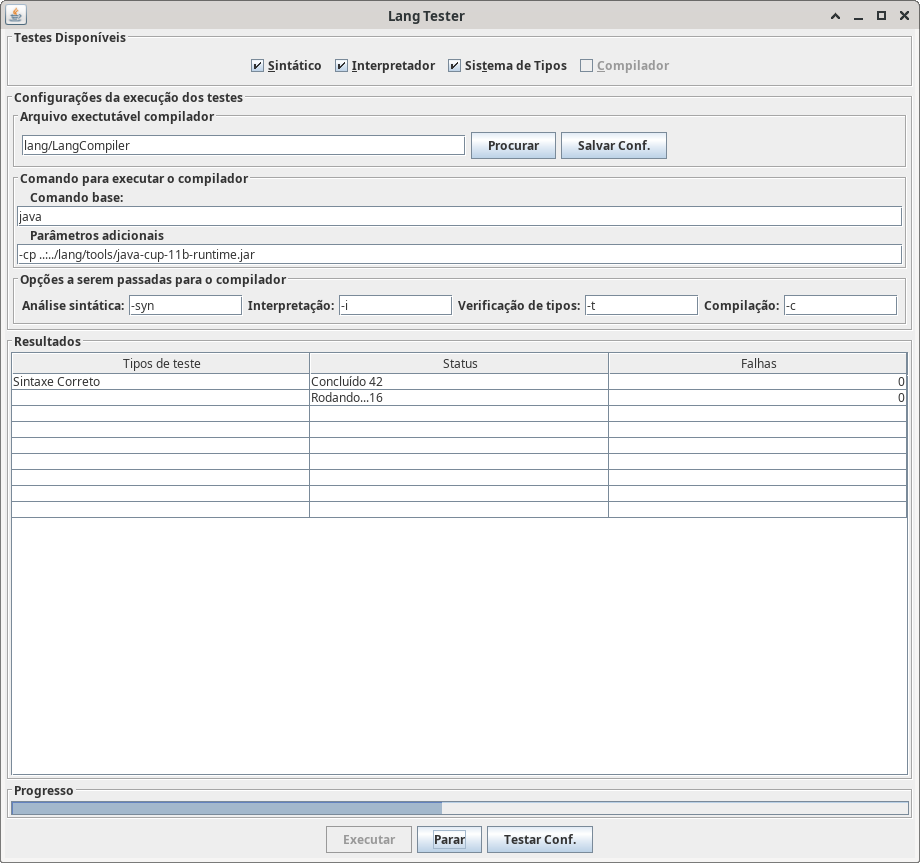 Lang Tester
Testes Disponíveis
Sintático Interpretador Sistema de Tipos Compilador
Configurações da execução dos testes
Arquivo exectutável compilador
lang/LangCompiler Procurar Salvar Conf.
Comando para executar o compilador
Comando base:
java
Parâmetros adicionais
-cp ..:../lang/tools/java-cup-11b-runtime.jar
Opções a serem passadas para o compilador
Análise sintática: -syn Interpretação: -i Verificação de tipos: -t Compilação: -c
Resultados
Tipos de teste Status Falhas
Sintaxe Correto Concluído 42 0
Rodando...16 0
Progresso
Executar Parar Testar Conf.